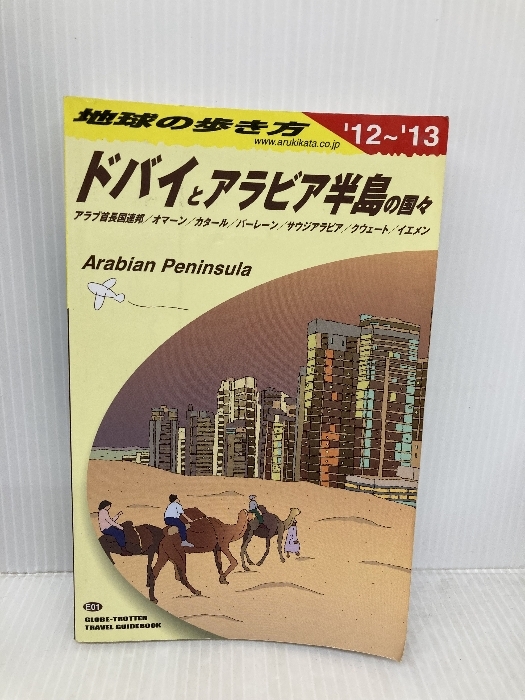 地球の歩き方
www.arukikata.co.jp
'12~'13
ドバイとアラビア半島の国々
アラブ首長国連邦/オマーン/カタール/バーレーン/サウジアラビア/クウェート/イエメン
Arabian Peninsula
E01
GLOBE-TROTTER
TRAVEL GUIDEBOOK